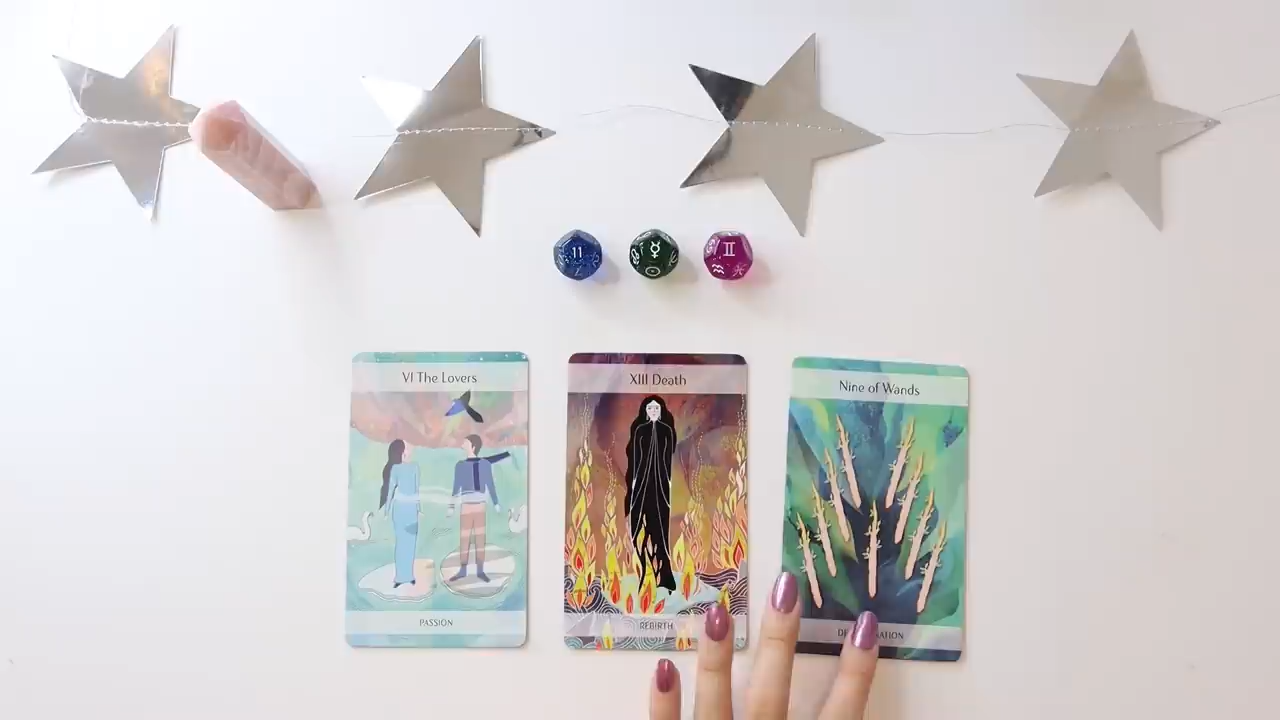 11
VI The Lovers
XIII Death
Nine of Wands
PASSION
REBIRTH